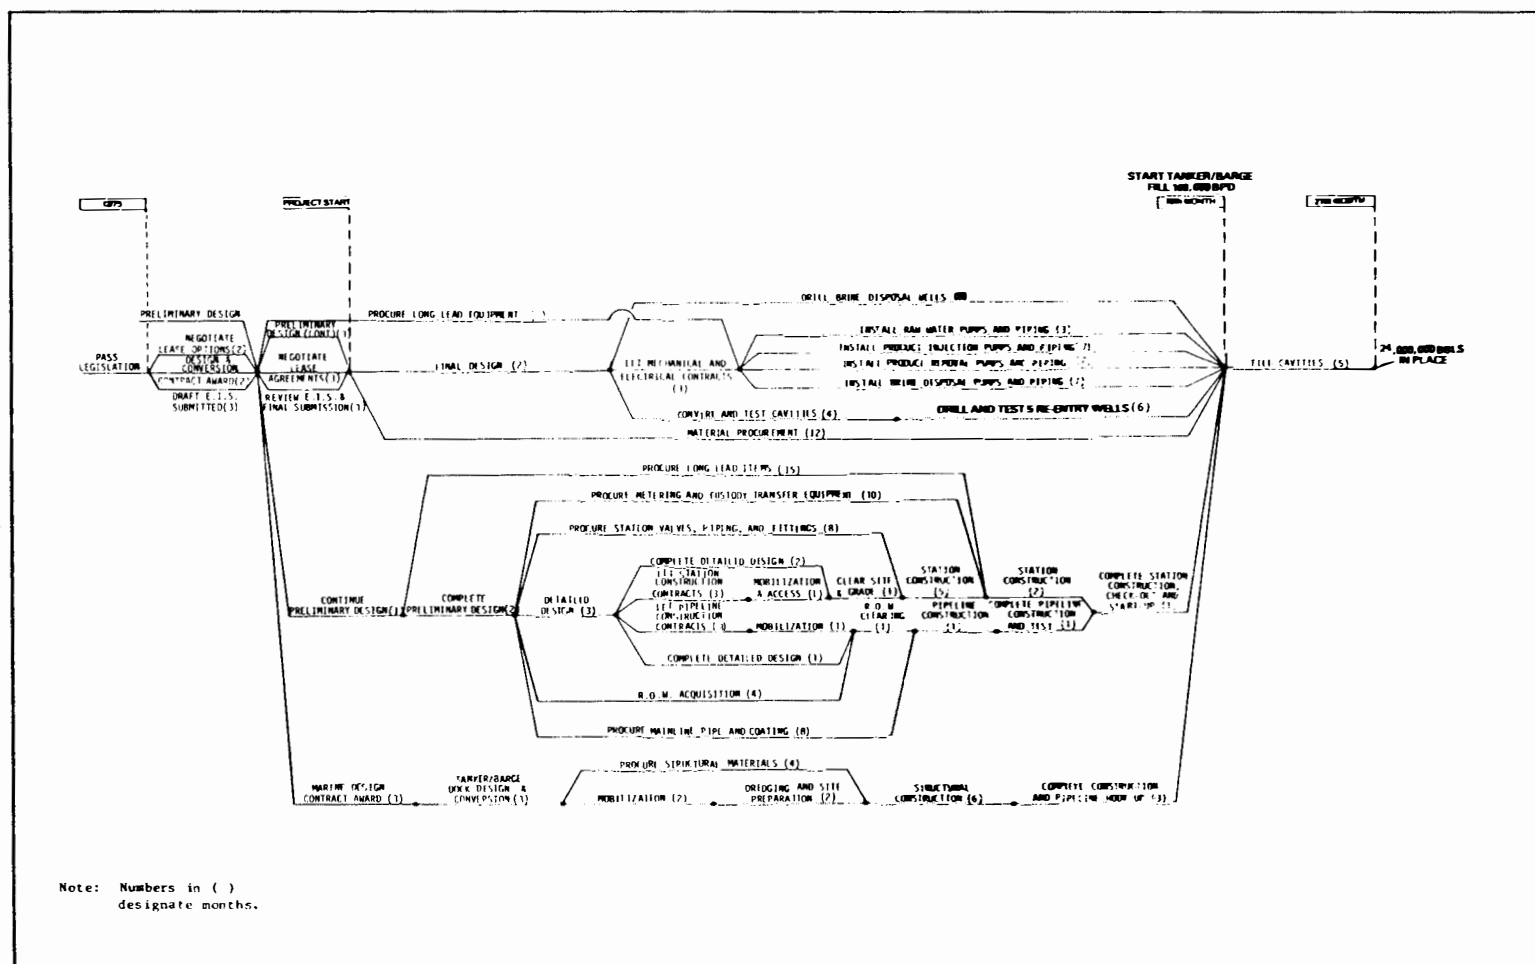 START TANKER/BARGE
FILL 100,000 BPD
1975
PROJECT START
MONTH
MONTH
DRILL BRINE DISPOSAL WELLS
PRELIMINARY DESIGN
PROCURE LONG LEAD EQUIPMENT
PRELIMINARY
DESIGN (CONT)
NEGOTIATE
LEASE OPTIONS(2)
DESIGN &
CONVERSION
CONTRACT AWARD(2)
PASS
LEGISLATION
DRAFT E.I.S.
SUBMITTED(3)
NEGOTIATE
LEASE
AGREEMENTS
REVIEW E.I.S.&
FINAL SUBMISSION
FINAL DESIGN (2)
LET MECHANICAL AND
ELECTRICAL CONTRACTS
INSTALL RAW WATER PUMPS AND PIPING (3)
INSTALL PRODUCT INJECTION PUMPS AND PIPING
INSTALL PRODUCT REMOVAL PUMPS AND PIPING
INSTALL BRINE DISPOSAL PUMPS AND PIPING (2)
CONVERT AND TEST CAVITIES (4)
DRILL AND TEST 5 RE-ENTRY WELLS (6)
MATERIAL PROCUREMENT (12)
FILL CAVITIES (5)
24,000,000 BBLS
IN PLACE
PROCURE LONG LEAD ITEMS (15)
PROCURE METERING AND CUSTODY TRANSFER EQUIPMENT (10)
PROCURE STATION VALVES, PIPING, AND FITTINGS (8)
CONTINUE
PRELIMINARY DESIGN
COMPLETE
PRELIMINARY DESIGN(2)
DETAILED
DESIGN (3)
COMPLETE DETAILED DESIGN (2)
LET STATION
CONSTRUCTION
CONTRACTS (3)
MOBILIZATION
& ACCESS (1)
CLEAR SITE
& GRADE (1)
STATION
CONSTRUCTION
(5)
STATION
CONSTRUCTION
(2)
COMPLETE STATION
CONSTRUCTION
CHECK-OUT AND
START-UP
LET PIPELINE
CONSTRUCTION
CONTRACTS
MOBILIZATION (1)
R.O.W.
CLEARING
(1)
PIPELINE
CONSTRUCTION
COMPLETE PIPELINE
CONSTRUCTION
AND TEST (1)
COMPLETE DETAILED DESIGN
R.O.W. ACQUISITION (4)
PROCURE MAINLINE PIPE AND COATING (8)
PROCURE STRUCTURAL MATERIALS (4)
MARINE DESIGN
CONTRACT AWARD
TANKER/BARGE
DOCK DESIGN &
CONVERSION
MOBILIZATION (2)
DREDGING AND SITE
PREPARATION (2)
STRUCTURAL
CONSTRUCTION (6)
COMPLETE CONSTRUCTION
AND PIPELINE HOOK UP (3)
Note: Numbers in ( )
designate months.